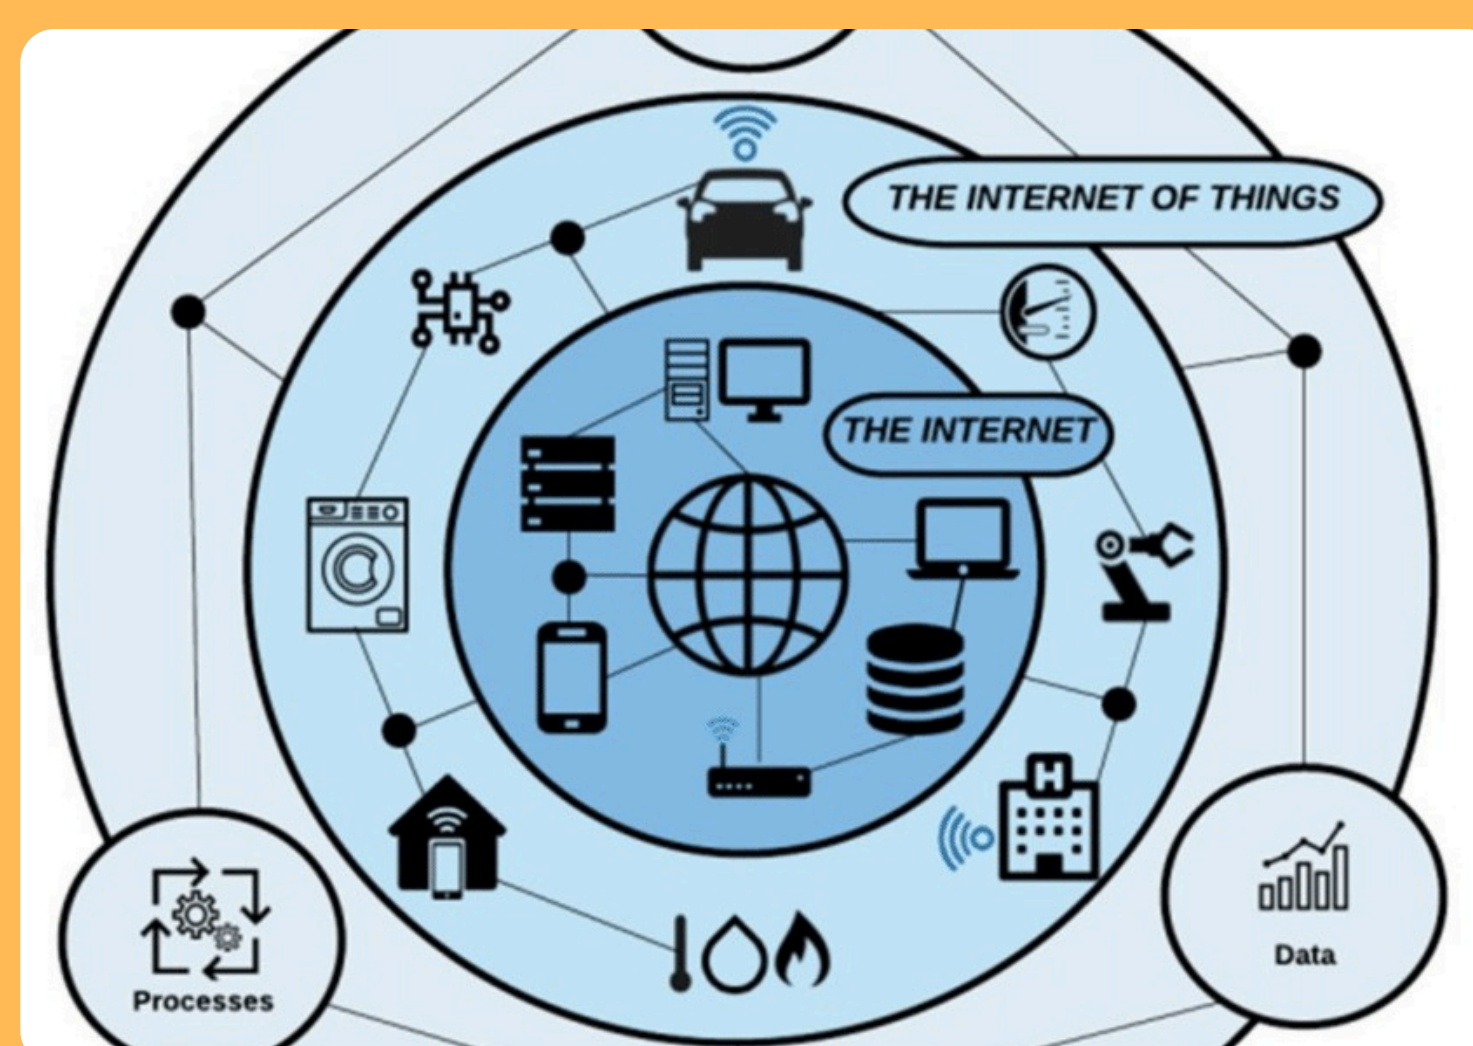 THE INTERNET OF THINGS
THE INTERNET
Data
Processes